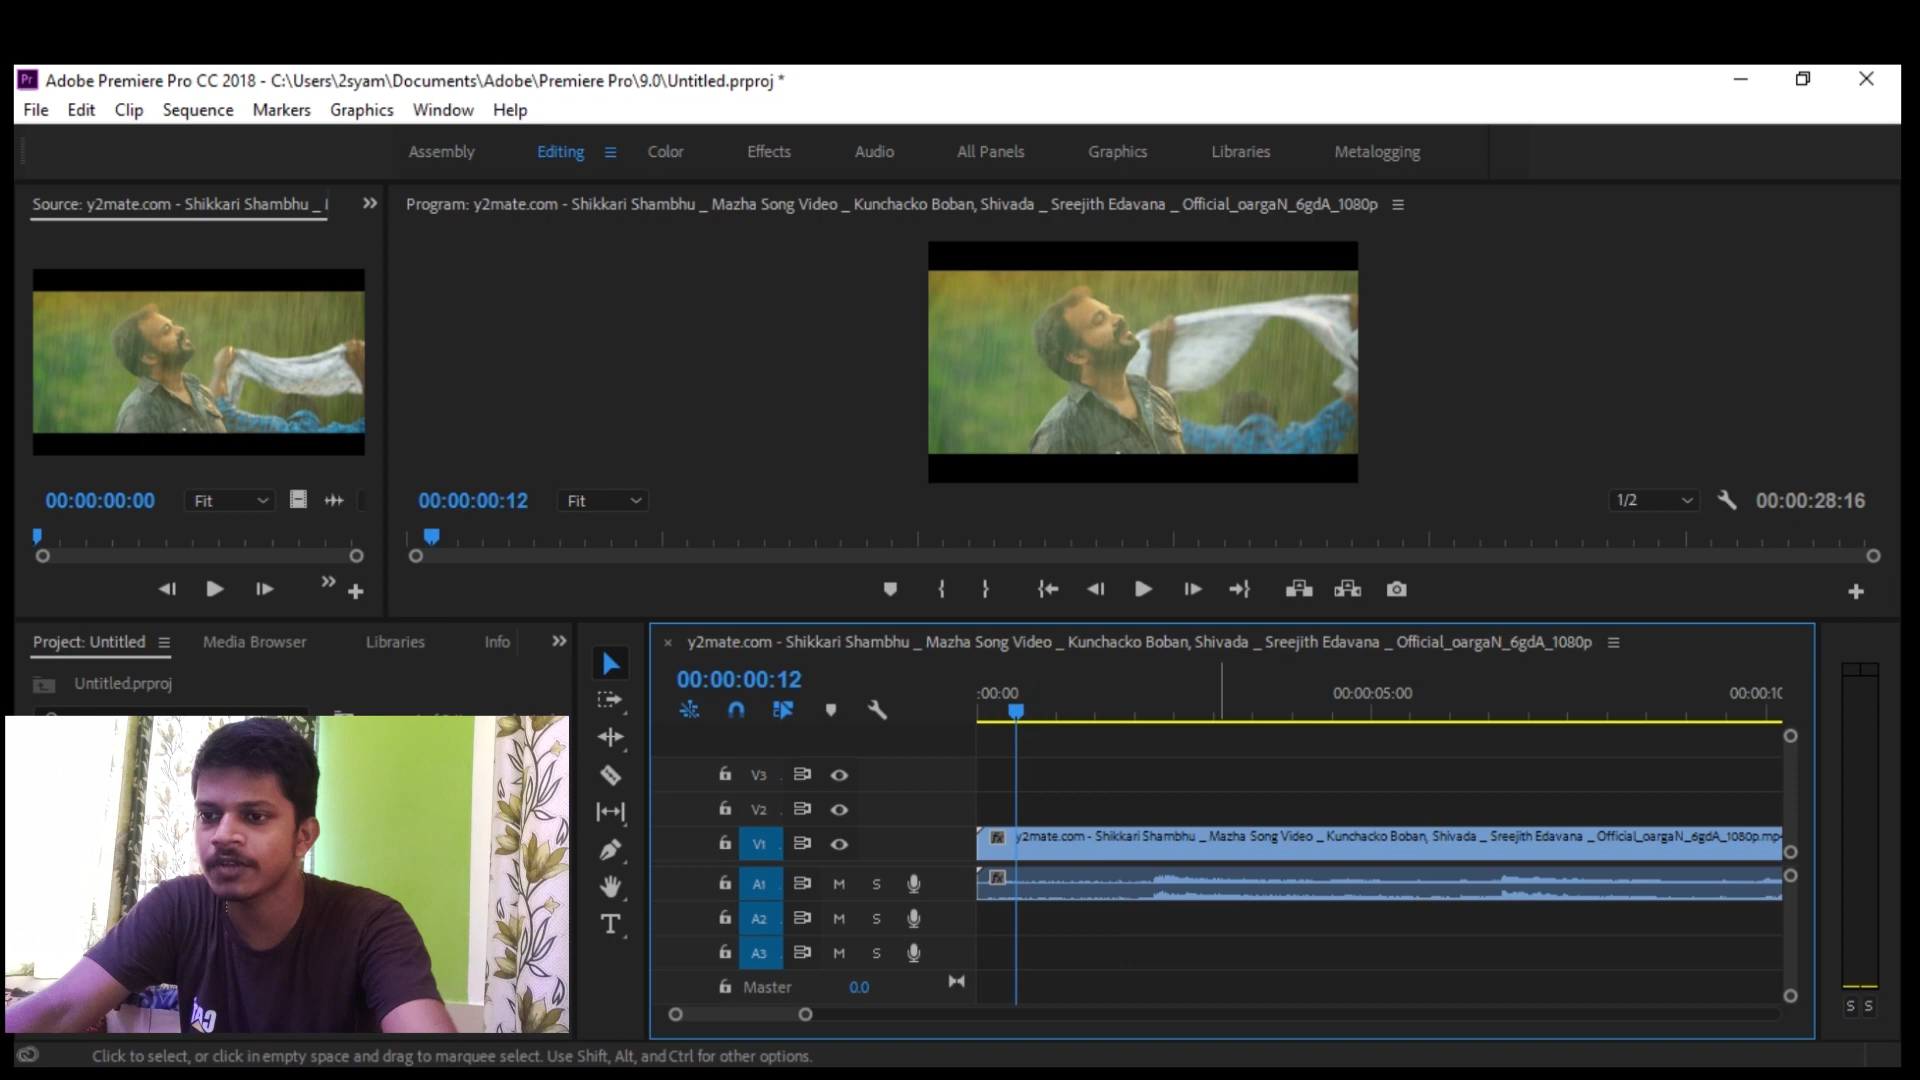 Pr Adobe Premiere Pro CC 2018 - C:\Users\2syam\Documents\Adobe\Premiere Pro\9.0\Untitled.prproj *
File Edit Clip Sequence Markers Graphics Window Help
Assembly Editing Color Effects Audio All Panels Graphics Libraries Metalogging
Source: y2mate.com - Shikkari Shambhu _
Program: y2mate.com - Shikkari Shambhu _ Mazha Song Video _ Kunchacko Boban, Shivada _ Sreejith Edavana _ Official_oargaN_6gdA_1080p
00:00:00:00 Fit
00:00:00:12 Fit 1/2 00:00:28:16
Project: Untitled Media Browser Libraries Info
Untitled.prproj
y2mate.com - Shikkari Shambhu _ Mazha Song Video _ Kunchacko Boban, Shivada _ Sreejith Edavana _ Official_oargaN_6gdA_1080p
00:00:00:12
:00:00 00:00:05:00 00:00:1
V3
V2
V1 fx y2mate.com - Shikkari Shambhu _ Mazha Song Video _ Kunchacko Boban, Shivada _ Sreejith Edavana _ Official_oargaN_6gdA_1080p.mp
A1 M S fx
A2 M S
A3 M S
Master 0.0
T
S S
CAT
Click to select, or click in empty space and drag to marquee select. Use Shift, Alt, and Ctrl for other options.